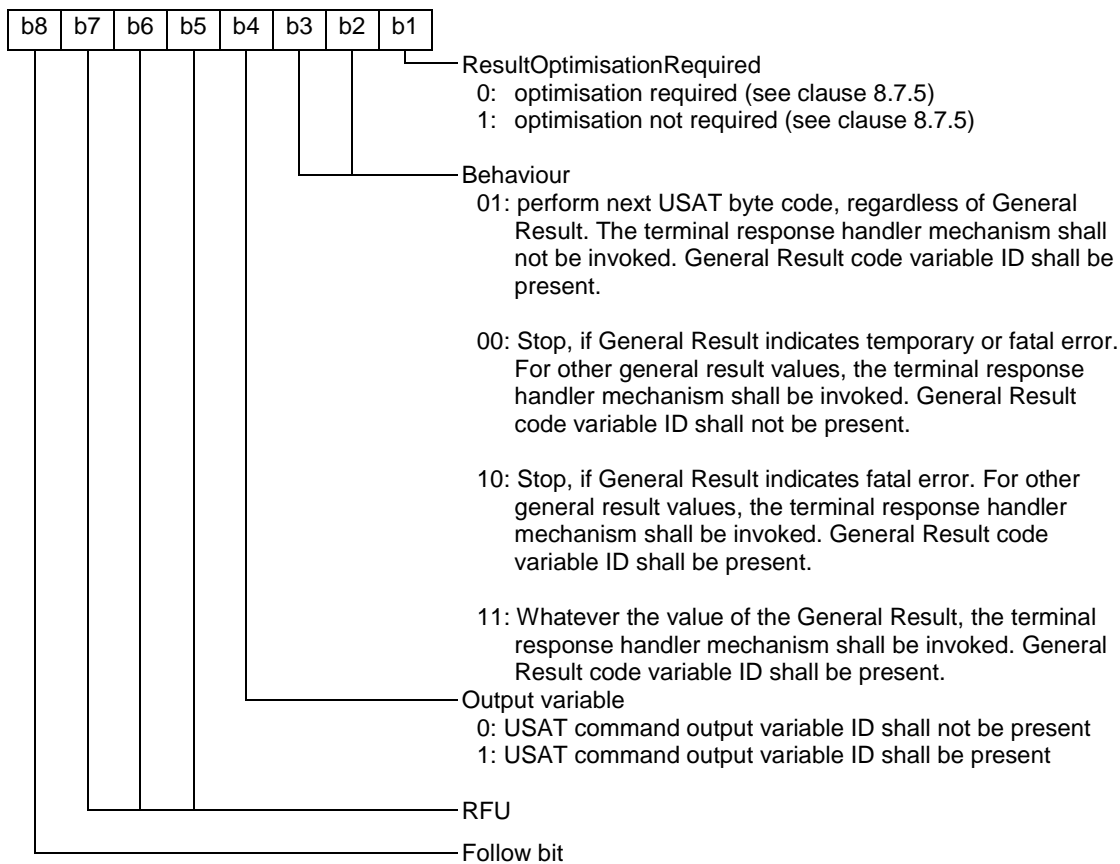 b8 b7 b6 b5 b4 b3 b2 b1
ResultOptimisationRequired
0: optimisation required (see clause 8.7.5)
1: optimisation not required (see clause 8.7.5)
Behaviour
01: perform next USAT byte code, regardless of General
Result. The terminal response handler mechanism shall
not be invoked. General Result code variable ID shall be
present.
00: Stop, if General Result indicates temporary or fatal error.
For other general result values, the terminal response
handler mechanism shall be invoked. General Result
code variable ID shall not be present.
10: Stop, if General Result indicates fatal error. For other
general result values, the terminal response handler
mechanism shall be invoked. General Result code
variable ID shall be present.
11: Whatever the value of the General Result, the terminal
response handler mechanism shall be invoked. General
Result code variable ID shall be present.
Output variable
0: USAT command output variable ID shall not be present
1: USAT command output variable ID shall be present
RFU
Follow bit